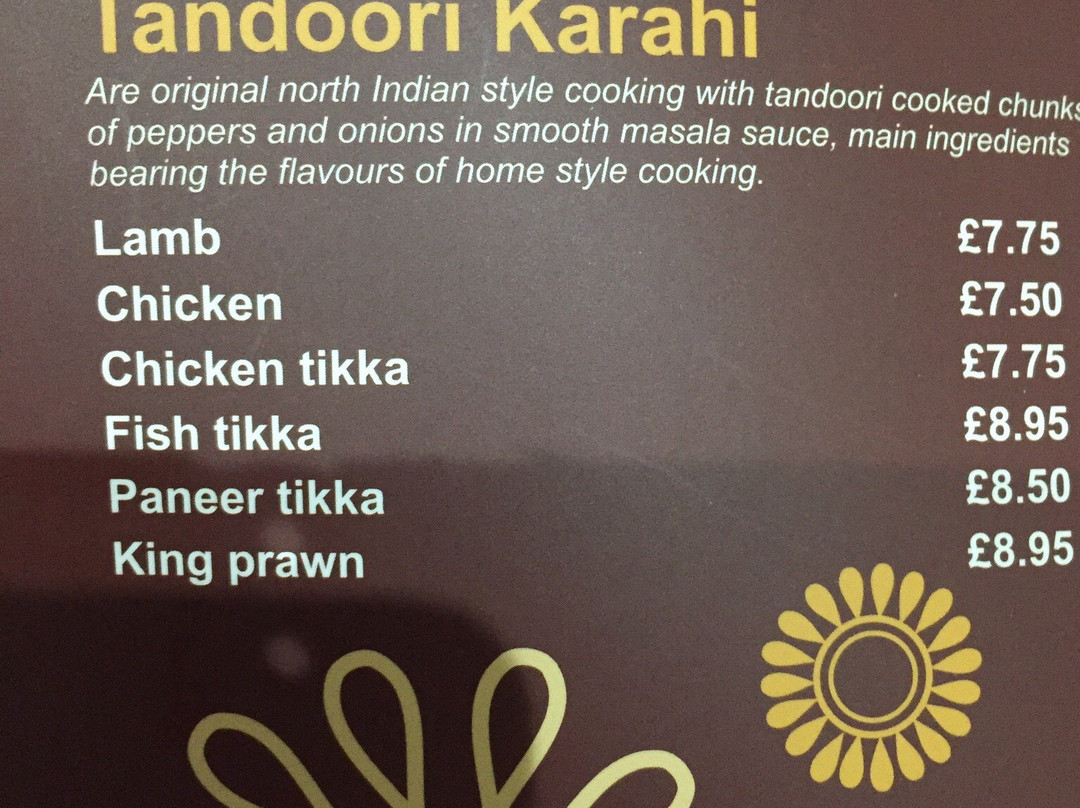 Tandoori Karahi
Are original north Indian style cooking with tandoori cooked chunks
of peppers and onions in smooth masala sauce, main ingredients
bearing the flavours of home style cooking.
Lamb £7.75
Chicken £7.50
Chicken tikka £7.75
Fish tikka £8.95
Paneer tikka £8.50
King prawn £8.95